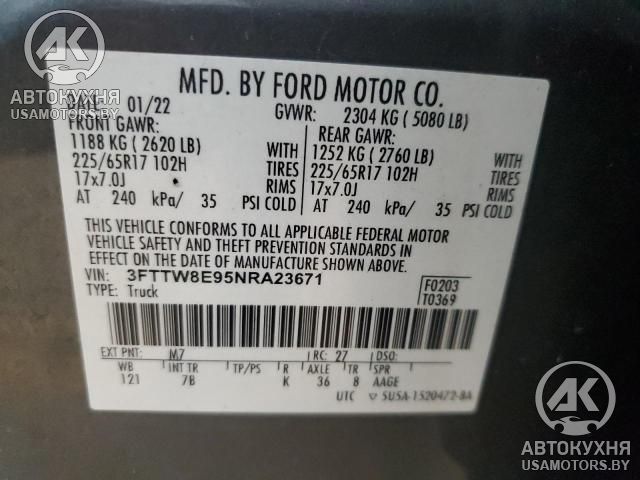 MFD. BY FORD MOTOR CO.
DATE: 01/22 GVWR: 2304 KG ( 5080 LB)
FRONT GAWR: REAR GAWR:
1188 KG ( 2620 LB) WITH 1252 KG ( 2760 LB) WITH
225/65R17 102H TIRES 225/65R17 102H TIRES
17x7.0J RIMS 17x7.0J RIMS
AT 240 kPa/ 35 PSI COLD AT 240 kPa/ 35 PSI COLD
THIS VEHICLE CONFORMS TO ALL APPLICABLE FEDERAL MOTOR
VEHICLE SAFETY AND THEFT PREVENTION STANDARDS IN
EFFECT ON THE DATE OF MANUFACTURE SHOWN ABOVE.
VIN: 3FTTW8E95NRA23671
TYPE: Truck
F0203
T0369
EXT PNT: M7 RC: 27 DSO:
WB INT TR TP/PS R AXLE TR SPR
121 7B K 36 8 AAGE
UTC ▽ 5U5A-1520472-BA
АК
АВТОКУХНЯ
USAMOTORS.BY
АК
АВТОКУХНЯ
USAMOTORS.BY